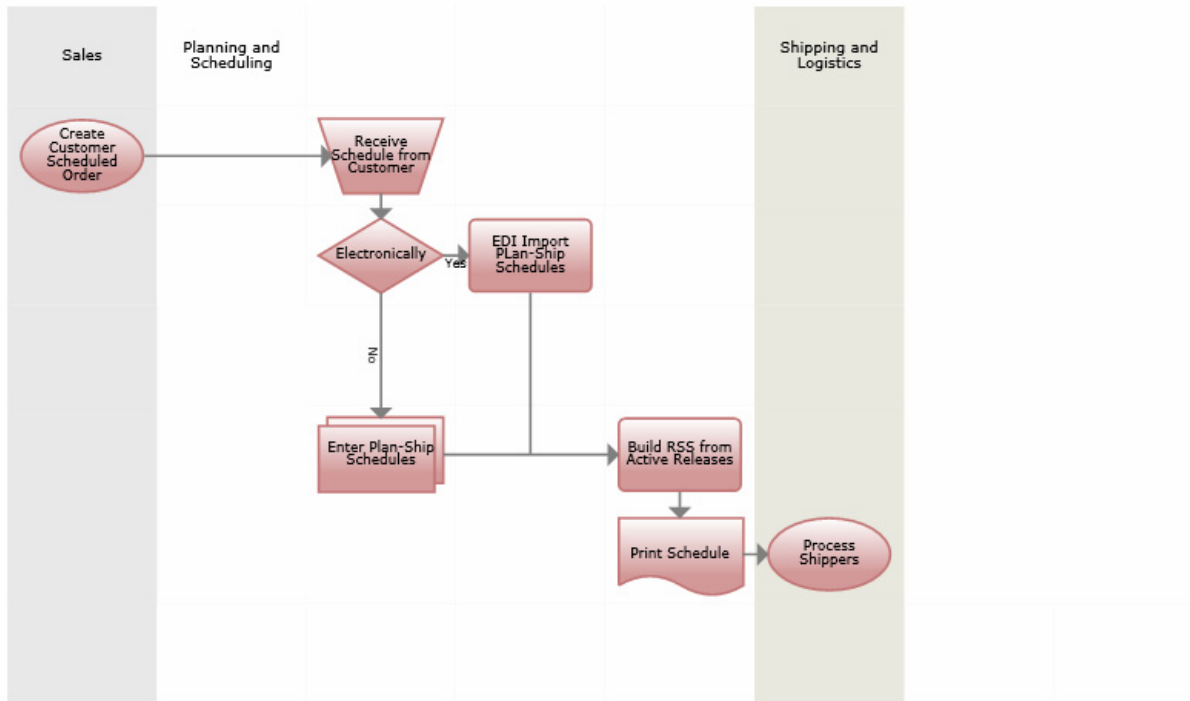 Sales
Planning and
Scheduling
Shipping and
Logistics
Create
Customer
Scheduled
Order
Receive
Schedule from
Customer
Electronically
Yes
EDI Import
PLan-Ship
Schedules
No
Enter Plan-Ship
Schedules
Build RSS from
Active Releases
Print Schedule
Process
Shippers